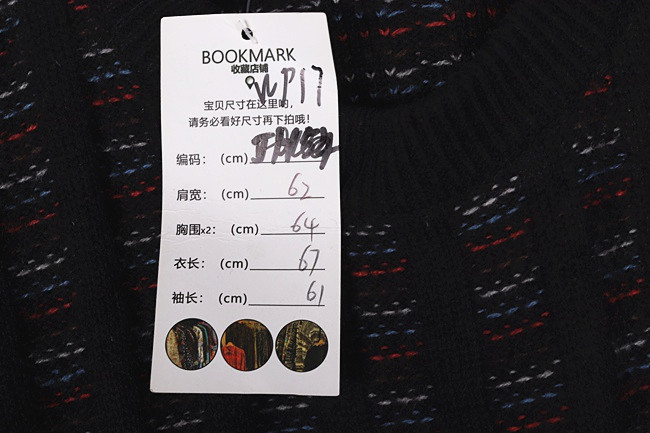 BOOKMARK
收藏店铺
VLP17
宝贝尺寸在这里哟,
请务必看好尺寸再下拍哦!
编码: (cm)
肩宽: (cm) 62
胸围x2: (cm) 64
衣长: (cm) 67
袖长: (cm) 61